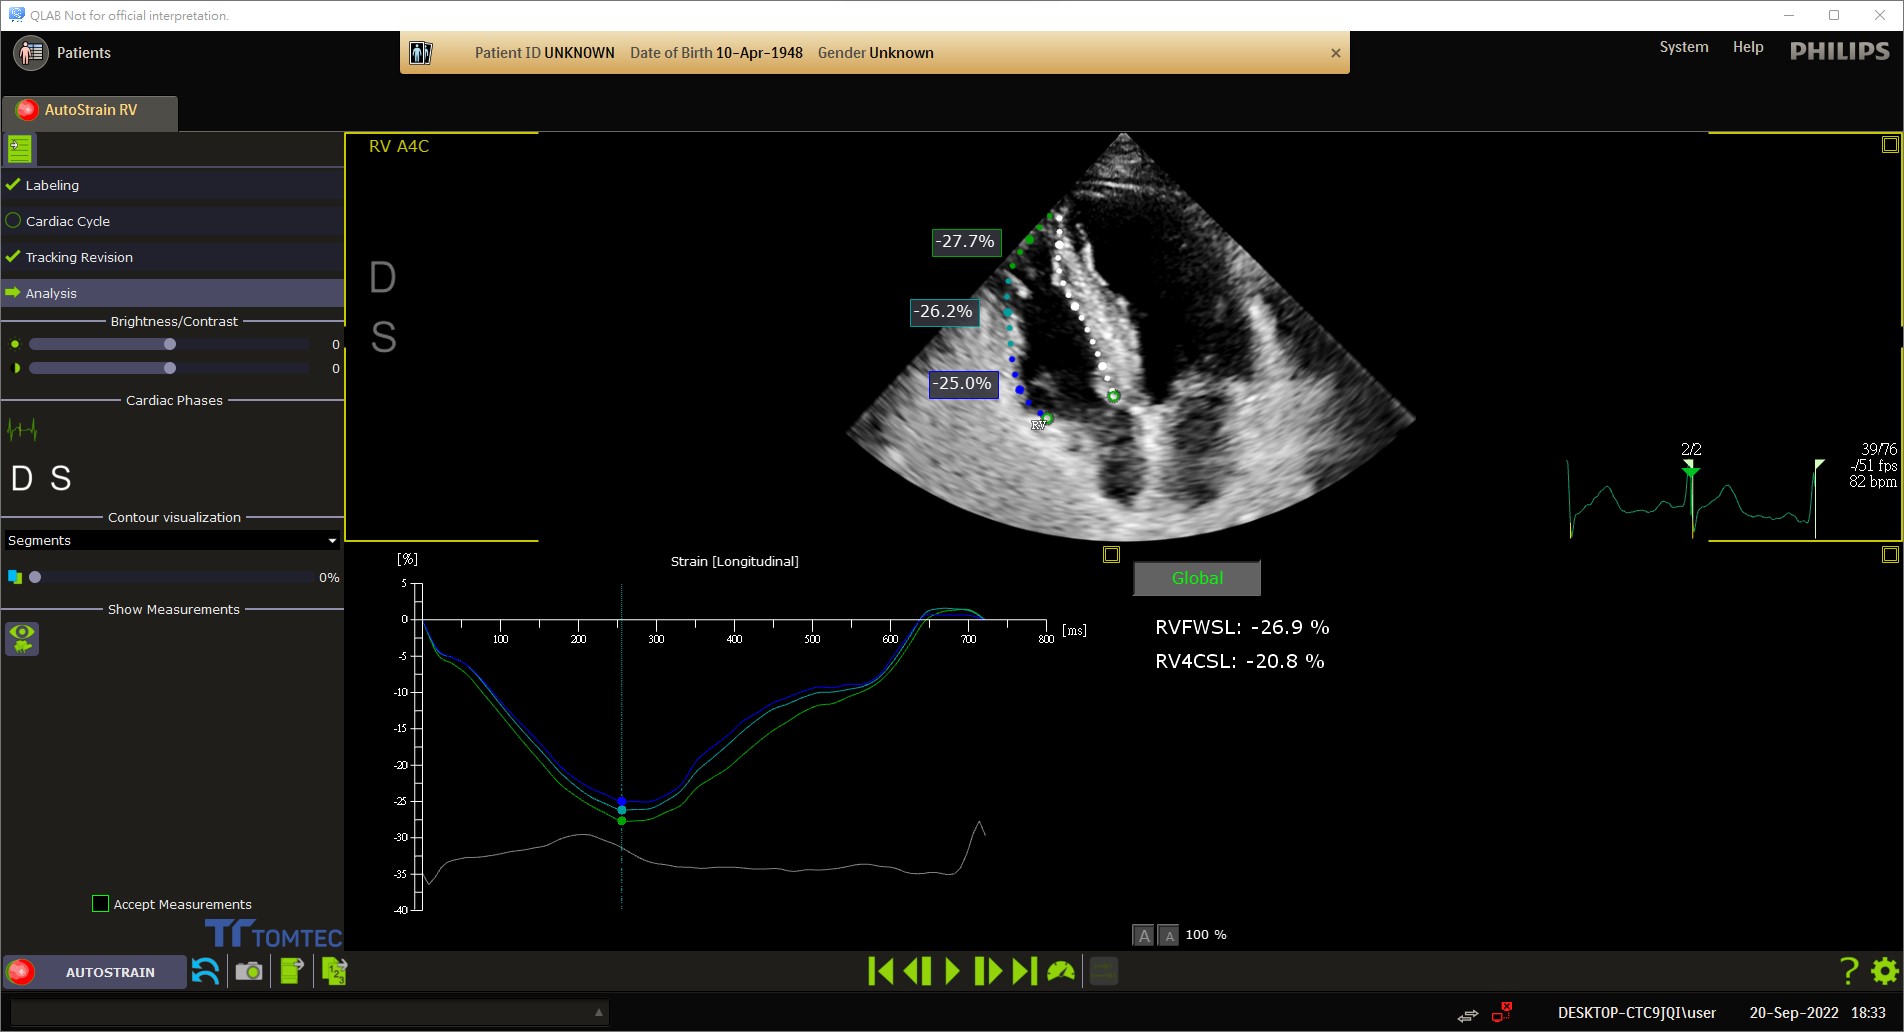 QLAB Not for official interpretation.
Patients
Patient ID UNKNOWN Date of Birth 10-Apr-1948 Gender Unknown
System Help PHILIPS
AutoStrain RV
Labeling
Cardiac Cycle
Tracking Revision
Analysis
Brightness/Contrast
0
0
Cardiac Phases
D S
Contour visualization
Segments
0%
Show Measurements
Accept Measurements
TOMTEC
RV A4C
D
S
-27.7%
-26.2%
-25.0%
RV
2/2
39/76
-/51 fps
82 bpm
[%]
Strain [Longitudinal]
5
0
-5
-10
-15
-20
-25
-30
-35
-40
100 200 300 400 500 600 700 800 [ms]
Global
RVFWSL: -26.9 %
RV4CSL: -20.8 %
A A 100 %
AUTOSTRAIN
123
?
DESKTOP-CTC9JQI\user 20-Sep-2022 18:33